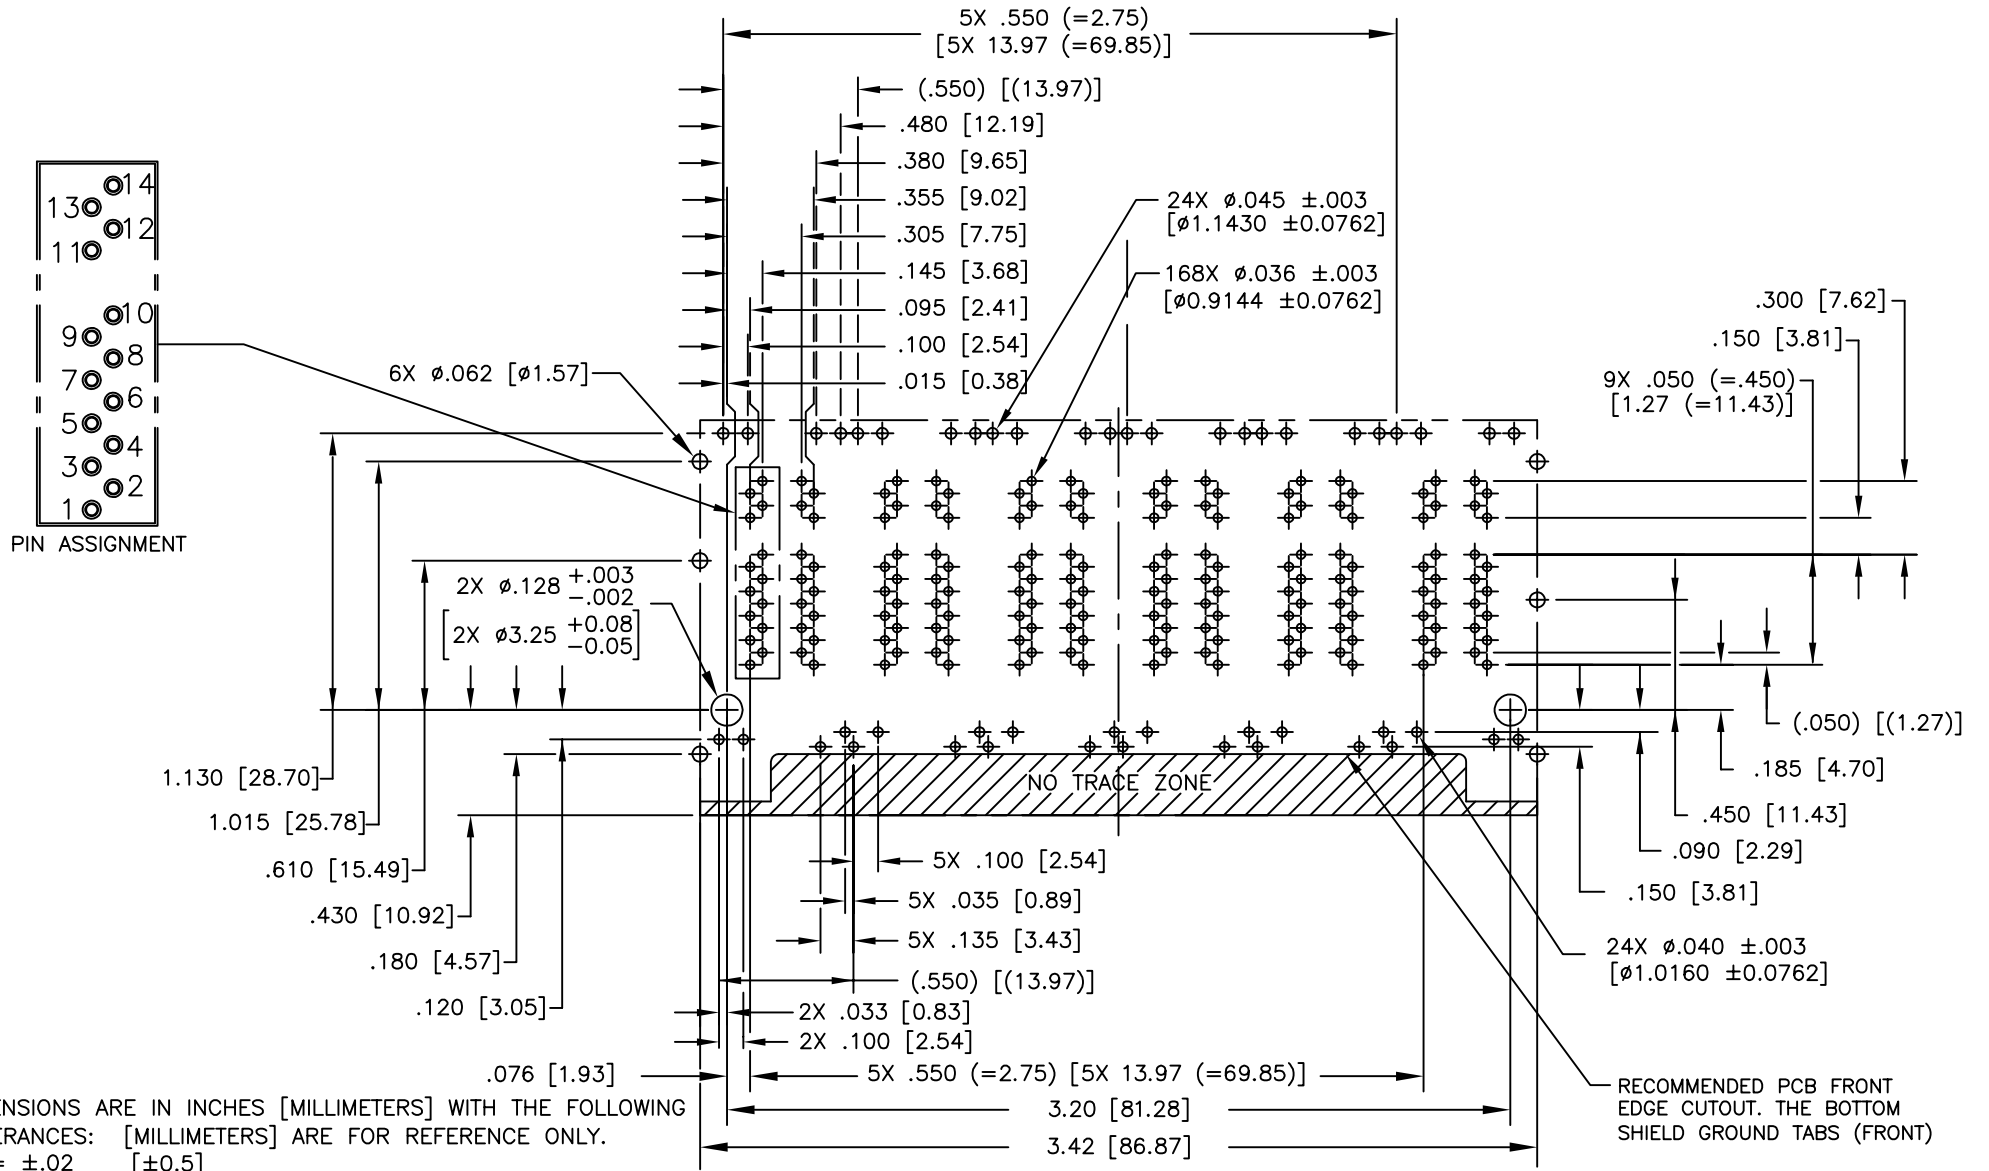 5X .550 (=2.75)
[5X 13.97 (=69.85)]
(.550) [(13.97)]
.480 [12.19]
.380 [9.65]
.355 [9.02]
.305 [7.75]
.145 [3.68]
.095 [2.41]
.100 [2.54]
.015 [0.38]
24X ø.045 ±.003
[ø1.1430 ±0.0762]
168X ø.036 ±.003
[ø0.9144 ±0.0762]
.300 [7.62]
.150 [3.81]
9X .050 (=.450)
[1.27 (=11.43)]
14
13
12
11
10
9
8
7
6
5
4
3
2
1
PIN ASSIGNMENT
6X ø.062 [ø1.57]
2X ø.128 +.003
-.002
[2X ø3.25 +0.08
-0.05]
1.130 [28.70]
1.015 [25.78]
.610 [15.49]
.430 [10.92]
.180 [4.57]
.120 [3.05]
NO TRACE ZONE
(.050) [(1.27)]
.185 [4.70]
.450 [11.43]
.090 [2.29]
.150 [3.81]
24X ø.040 ±.003
[ø1.0160 ±0.0762]
5X .100 [2.54]
5X .035 [0.89]
5X .135 [3.43]
(.550) [(13.97)]
2X .033 [0.83]
2X .100 [2.54]
.076 [1.93]
5X .550 (=2.75) [5X 13.97 (=69.85)]
3.20 [81.28]
3.42 [86.87]
RECOMMENDED PCB FRONT
EDGE CUTOUT. THE BOTTOM
SHIELD GROUND TABS (FRONT)
ENSIONS ARE IN INCHES [MILLIMETERS] WITH THE FOLLOWING
ERANCES: [MILLIMETERS] ARE FOR REFERENCE ONLY.
= ±.02 [±0.5]